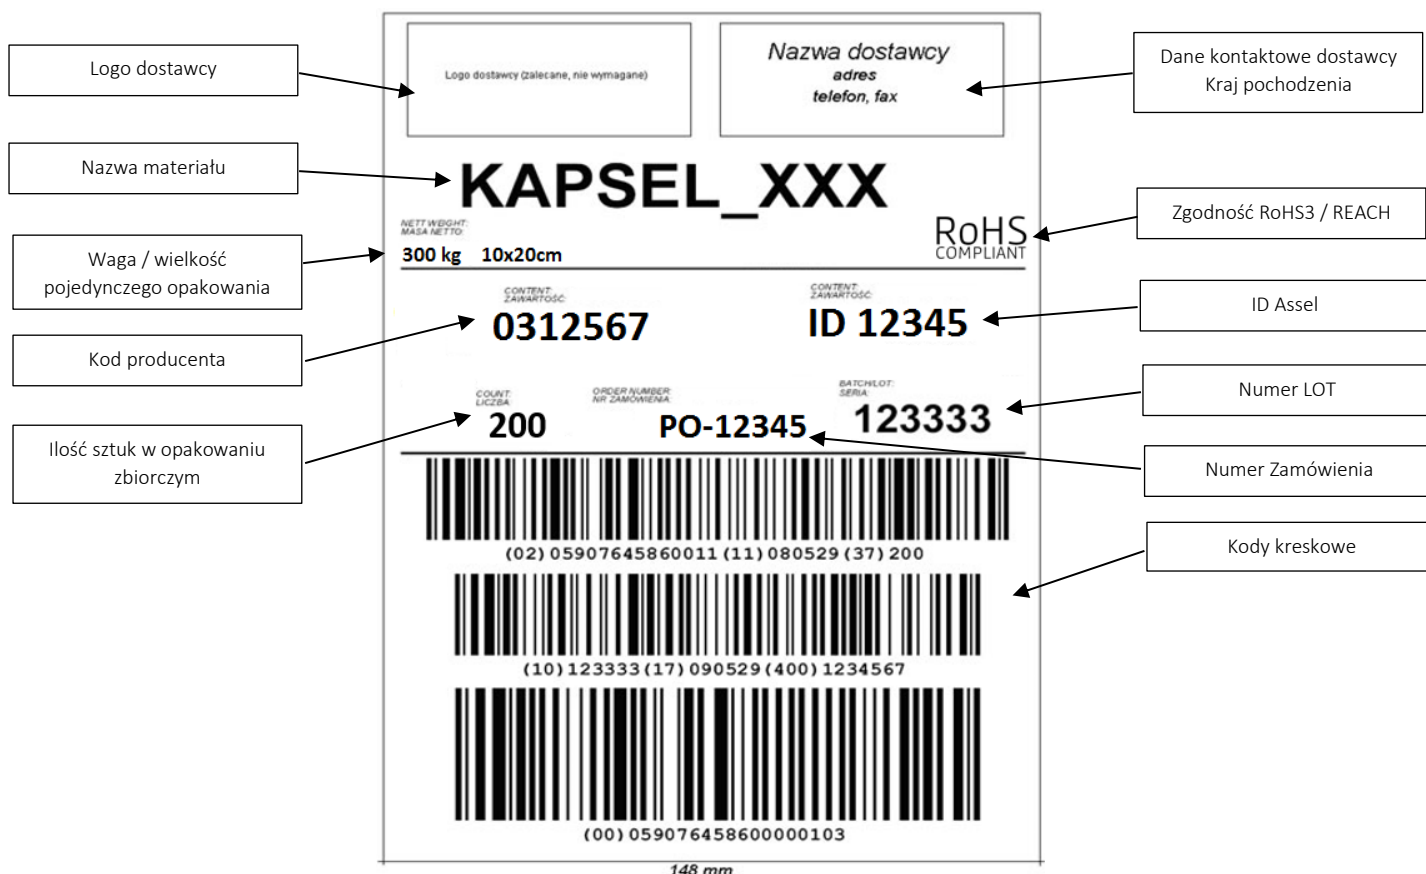 Logo dostawcy
Logo dostawcy (zalecane, nie wymagane)
Nazwa dostawcy
adres
telefon, fax
Dane kontaktowe dostawcy
Kraj pochodzenia
Nazwa materiału
KAPSEL_XXX
NETT WEIGHT:
MASA NETTO:
300 kg 10x20cm
RoHS
COMPLIANT
Zgodność RoHS3 / REACH
Waga / wielkość
pojedynczego opakowania
CONTENT:
ZAWARTOŚĆ:
0312567
CONTENT:
ZAWARTOŚĆ:
ID 12345
ID Assel
Kod producenta
COUNT:
LICZBA:
200
ORDER NUMBER:
NR ZAMÓWIENIA:
PO-12345
BATCH/LOT:
SERIA:
123333
Numer LOT
Ilość sztuk w opakowaniu
zbiorczym
Numer Zamówienia
(02)05907645860011(11)080529(37)200
Kody kreskowe
(10)123333(17)090529(400)1234567
(00)059076458600000103
148 mm